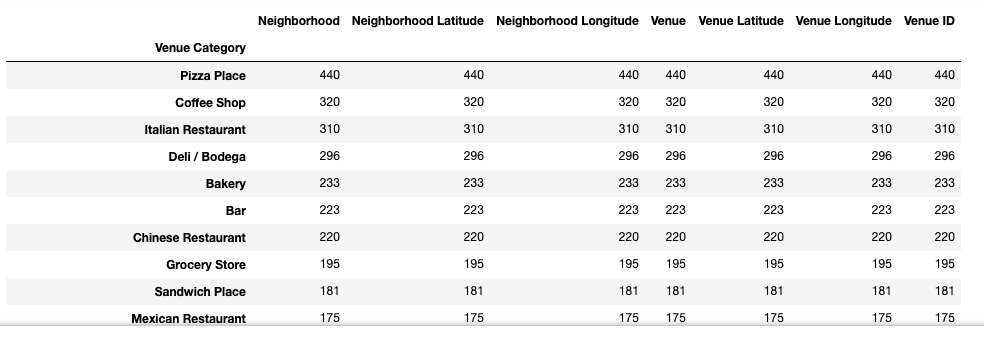 Neighborhood Neighborhood Latitude Neighborhood Longitude Venue Venue Latitude Venue Longitude Venue ID
Venue Category
Pizza Place 440 440 440 440 440 440 440
Coffee Shop 320 320 320 320 320 320 320
Italian Restaurant 310 310 310 310 310 310 310
Deli / Bodega 296 296 296 296 296 296 296
Bakery 233 233 233 233 233 233 233
Bar 223 223 223 223 223 223 223
Chinese Restaurant 220 220 220 220 220 220 220
Grocery Store 195 195 195 195 195 195 195
Sandwich Place 181 181 181 181 181 181 181
Mexican Restaurant 175 175 175 175 175 175 175